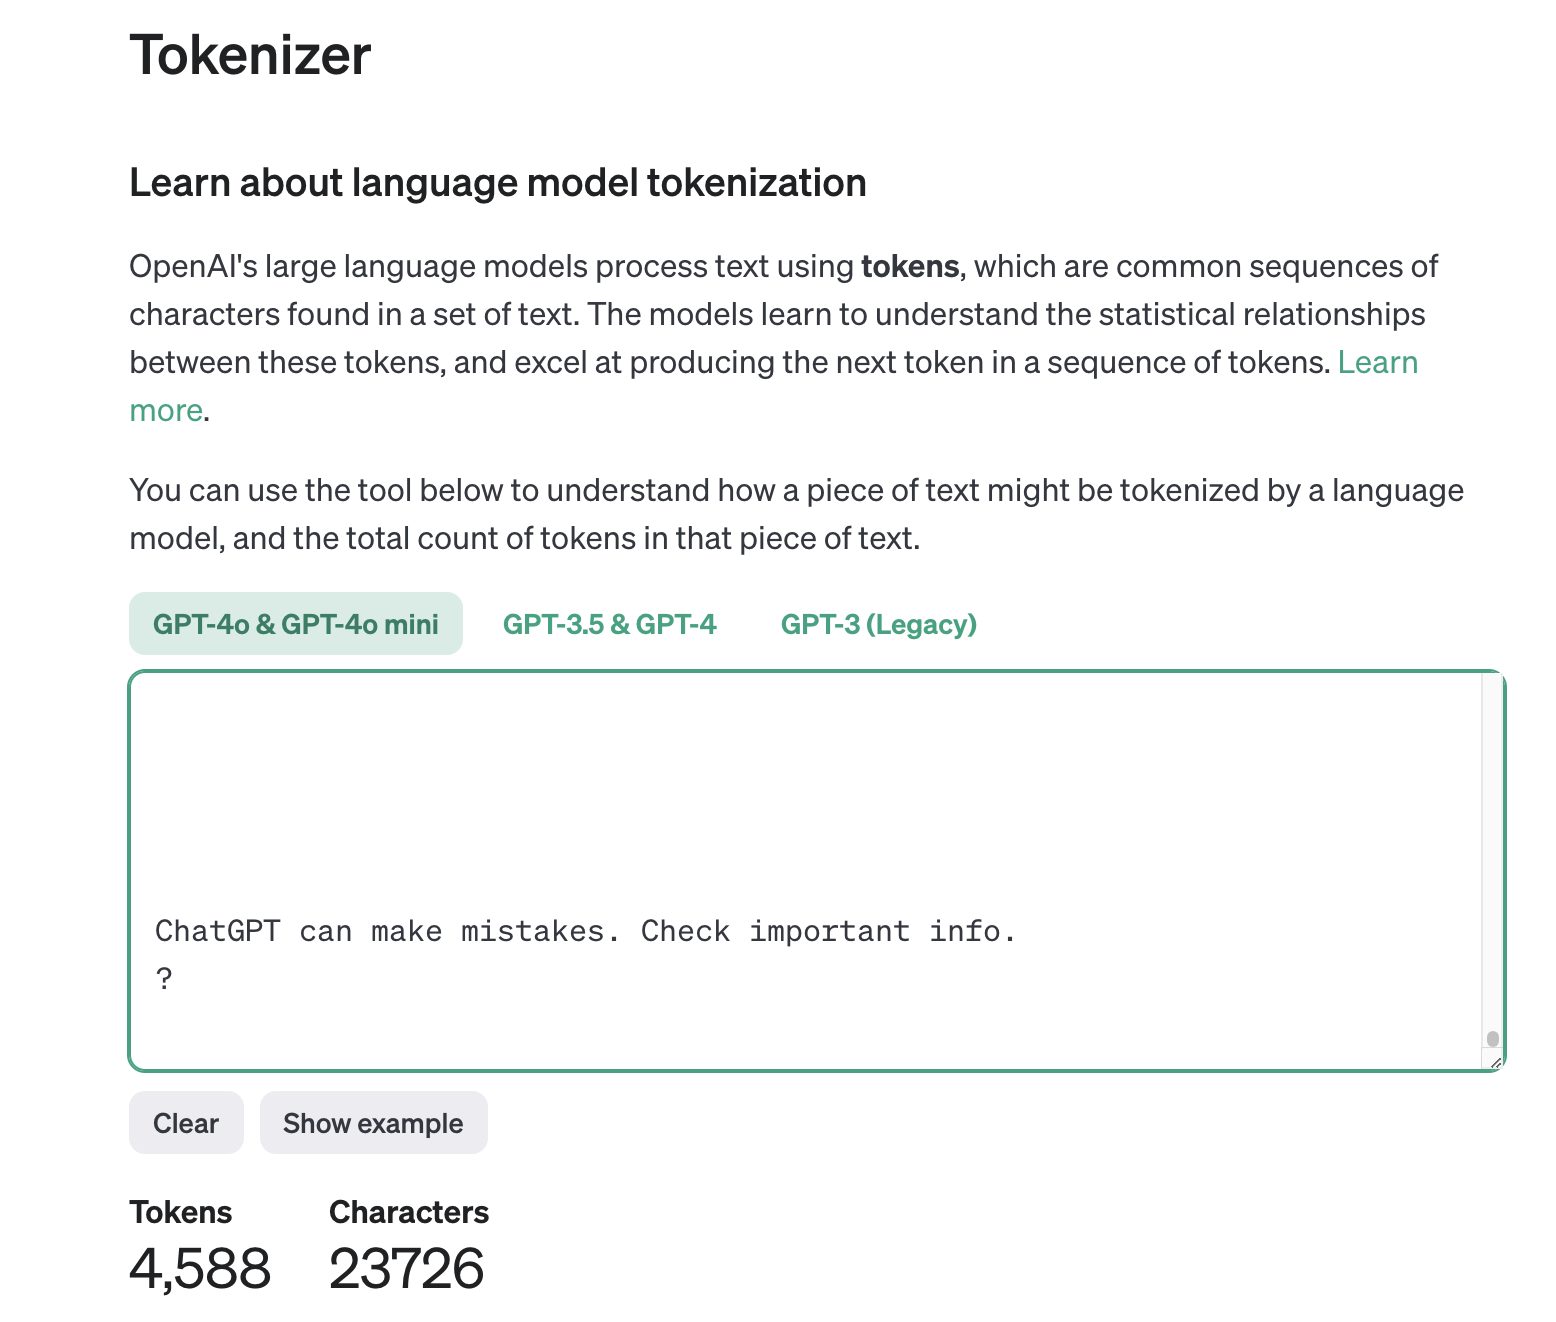 Tokenizer
Learn about language model tokenization
OpenAI's large language models process text using tokens, which are common sequences of
characters found in a set of text. The models learn to understand the statistical relationships
between these tokens, and excel at producing the next token in a sequence of tokens. Learn
more.
You can use the tool below to understand how a piece of text might be tokenized by a language
model, and the total count of tokens in that piece of text.
GPT-4o & GPT-4o mini GPT-3.5 & GPT-4 GPT-3 (Legacy)
ChatGPT can make mistakes. Check important info.
?
Clear Show example
Tokens Characters
4,588 23726